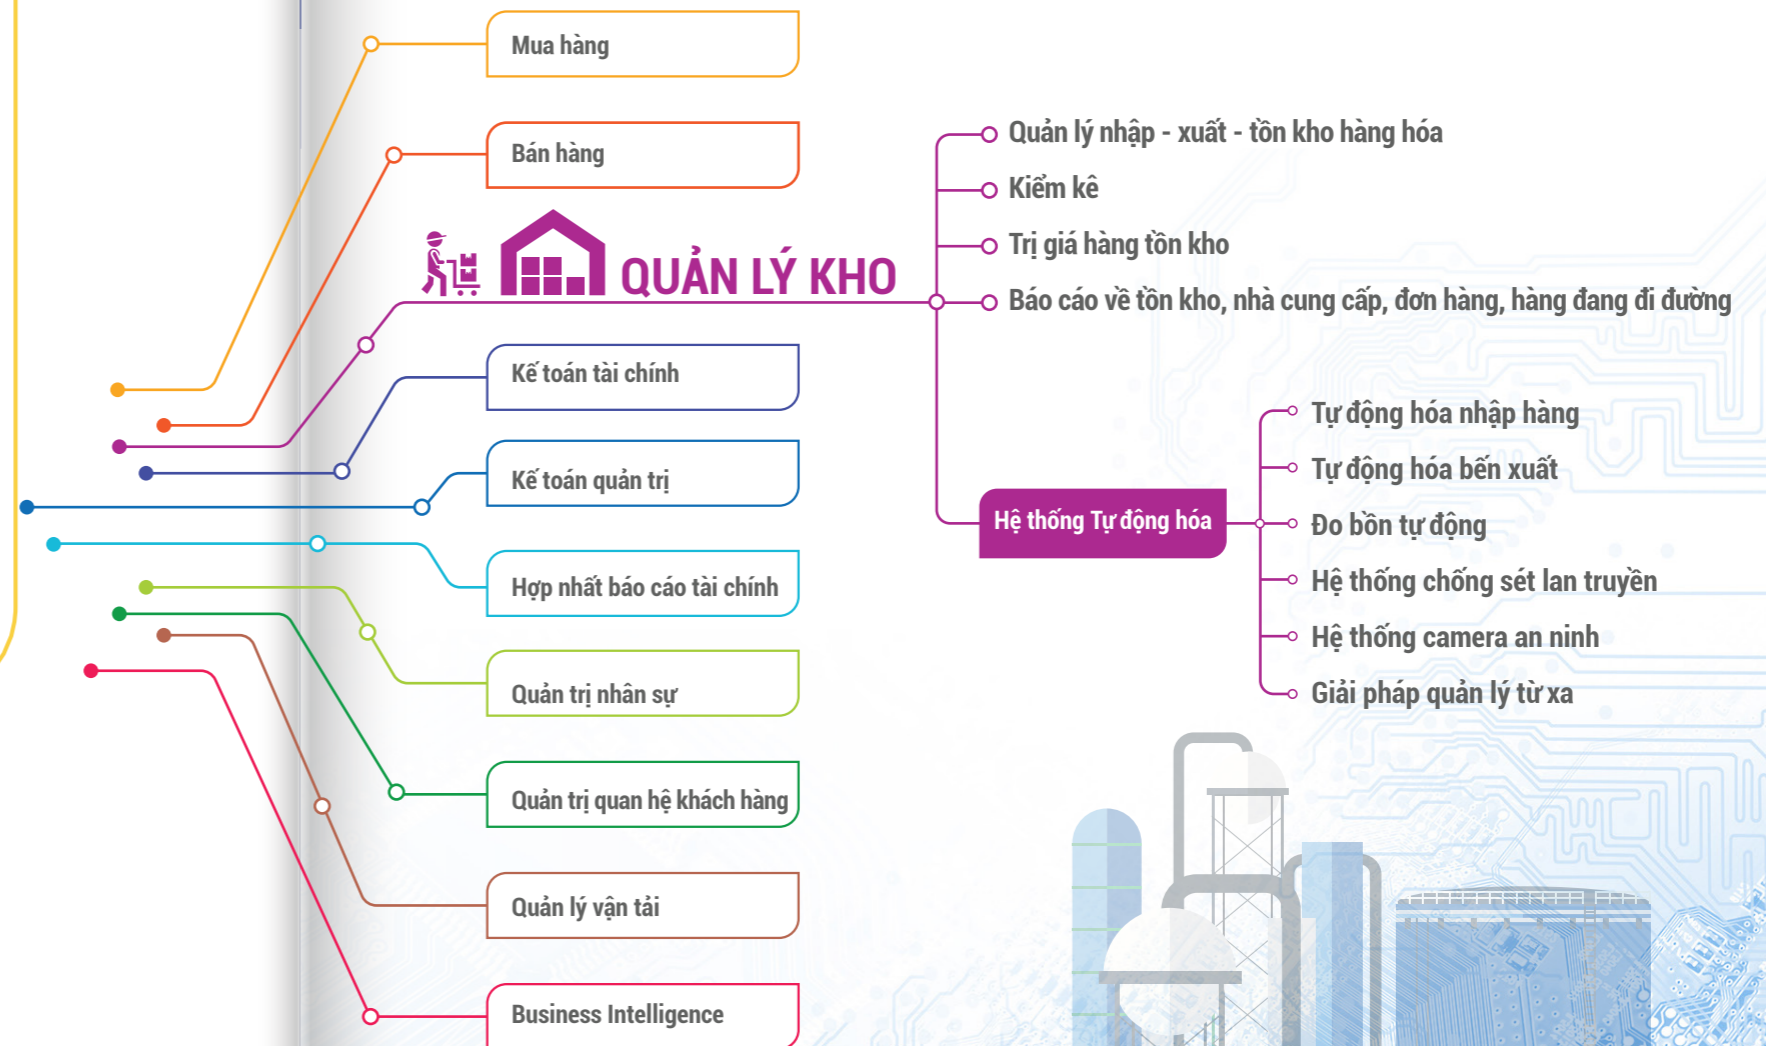 Mua hàng
Bán hàng
QUẢN LÝ KHO
Quản lý nhập - xuất - tồn kho hàng hóa
Kiểm kê
Trị giá hàng tồn kho
Báo cáo về tồn kho, nhà cung cấp, đơn hàng, hàng đang đi đường
Hệ thống Tự động hóa
Tự động hóa nhập hàng
Tự động hóa bến xuất
Đo bồn tự động
Hệ thống chống sét lan truyền
Hệ thống camera an ninh
Giải pháp quản lý từ xa
Kế toán tài chính
Kế toán quản trị
Hợp nhất báo cáo tài chính
Quản trị nhân sự
Quản trị quan hệ khách hàng
Quản lý vận tải
Business Intelligence